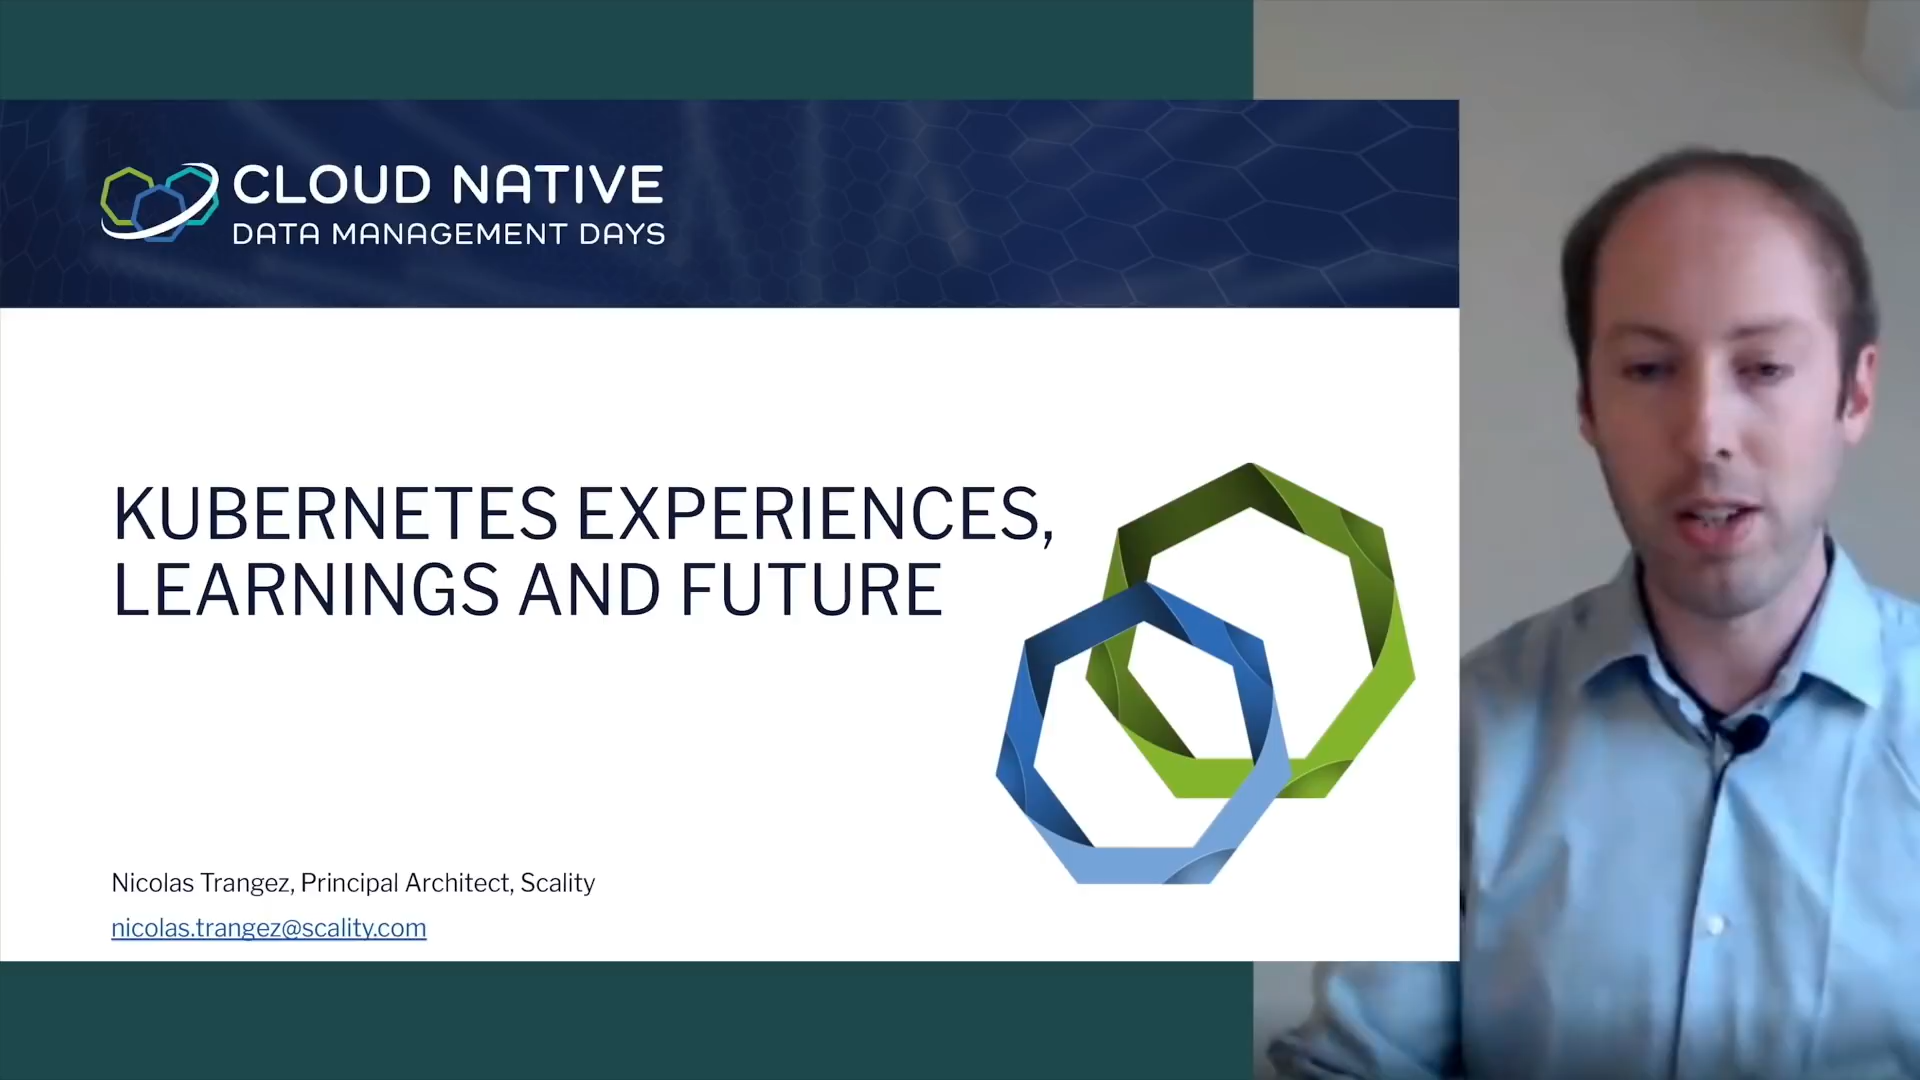 CLOUD NATIVE
DATA MANAGEMENT DAYS
KUBERNETES EXPERIENCES,
LEARNINGS AND FUTURE
Nicolas Trangez, Principal Architect, Scality
nicolas.trangez@scality.com